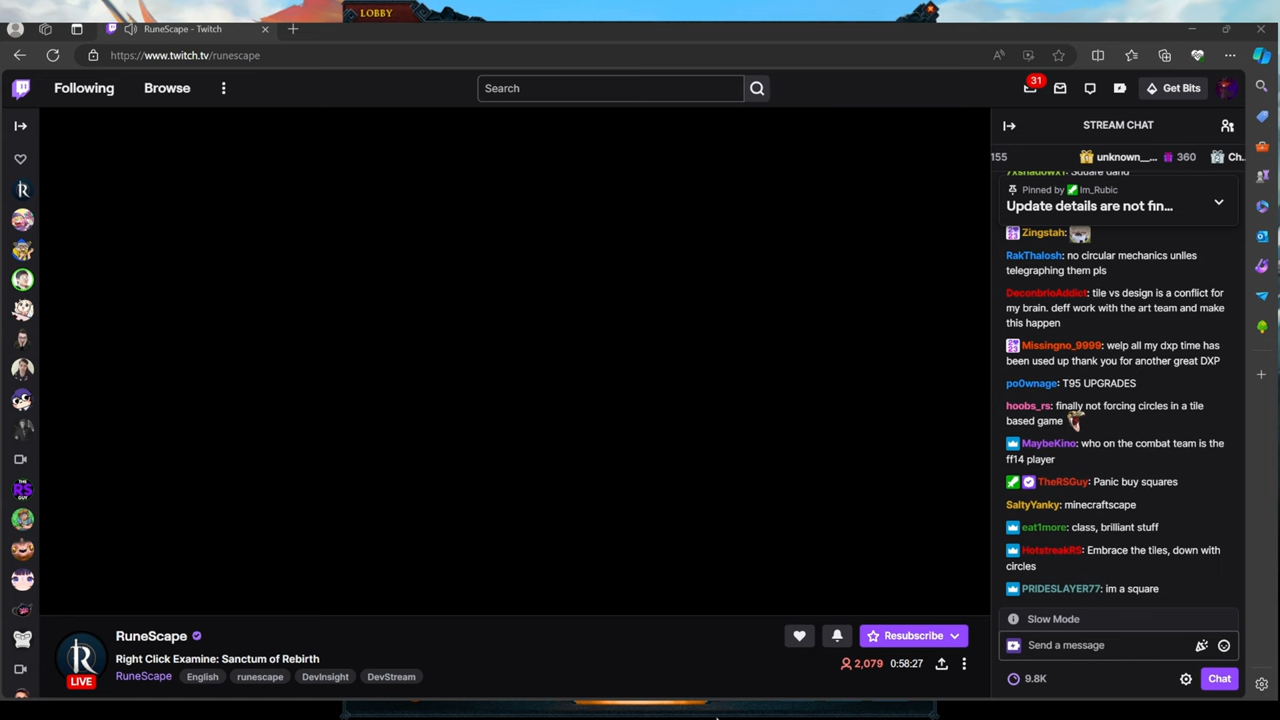 LOBBY
RuneScape - Twitch
https://www.twitch.tv/runescape
Following
Browse
Search
31
Get Bits
STREAM CHAT
155
unknown__...
360
Ch..
Pinned by Im_Rubic
Update details are not fin...
Zingstah:
RakThalosh: no circular mechanics unlles
telegraphing them pls
DeconbrioAddict: tile vs design is a conflict for
my brain. deff work with the art team and make
this happen
Missingno_9999: welp all my dxp time has
been used up thank you for another great DXP
po0wnage: T95 UPGRADES
hoobs_rs: finally not forcing circles in a tile
based game
MaybeKino: who on the combat team is the
ff14 player
TheRSGuy: Panic buy squares
SaltyYanky: minecraftscape
eat1more: class, brilliant stuff
HotstreakRS: Embrace the tiles, down with
circles
PRIDESLAYER77: im a square
Slow Mode
Send a message
9.8K
Chat
THE
RS
GUY
LIVE
RuneScape
Right Click Examine: Sanctum of Rebirth
RuneScape
English
runescape
DevInsight
DevStream
Resubscribe
2,079
0:58:27